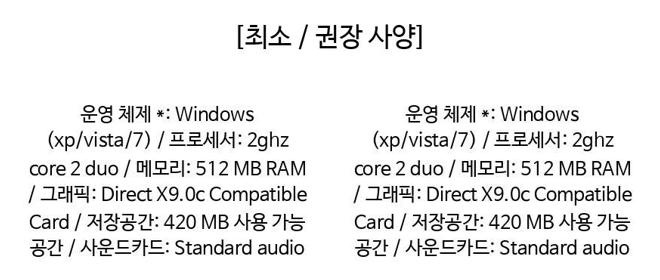 [최소 / 권장 사양]
운영 체제 *: Windows
(xp/vista/7) / 프로세서: 2ghz
core 2 duo / 메모리: 512 MB RAM
/ 그래픽: Direct X9.0c Compatible
Card / 저장공간: 420 MB 사용 가능
공간 / 사운드카드: Standard audio
운영 체제 *: Windows
(xp/vista/7) / 프로세서: 2ghz
core 2 duo / 메모리: 512 MB RAM
/ 그래픽: Direct X9.0c Compatible
Card / 저장공간: 420 MB 사용 가능
공간 / 사운드카드: Standard audio